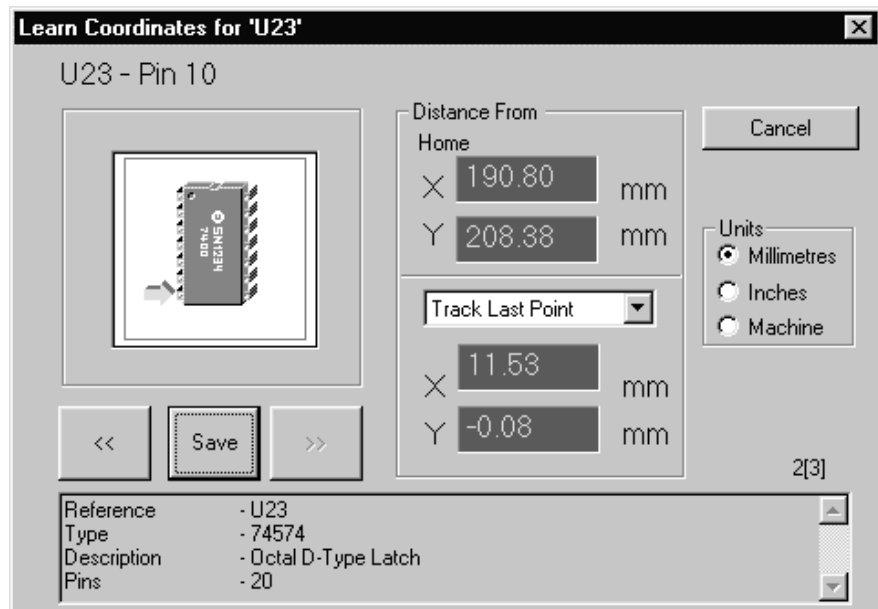 Learn Coordinates for 'U23'
U23 - Pin 10
SN1234
7400
<<
Save
>>
Distance From
Home
X 190.80 mm
Y 208.38 mm
Track Last Point
X 11.53 mm
Y -0.08 mm
Cancel
Units
Millimetres
Inches
Machine
2[3]
Reference - U23
Type - 74574
Description - Octal D-Type Latch
Pins - 20